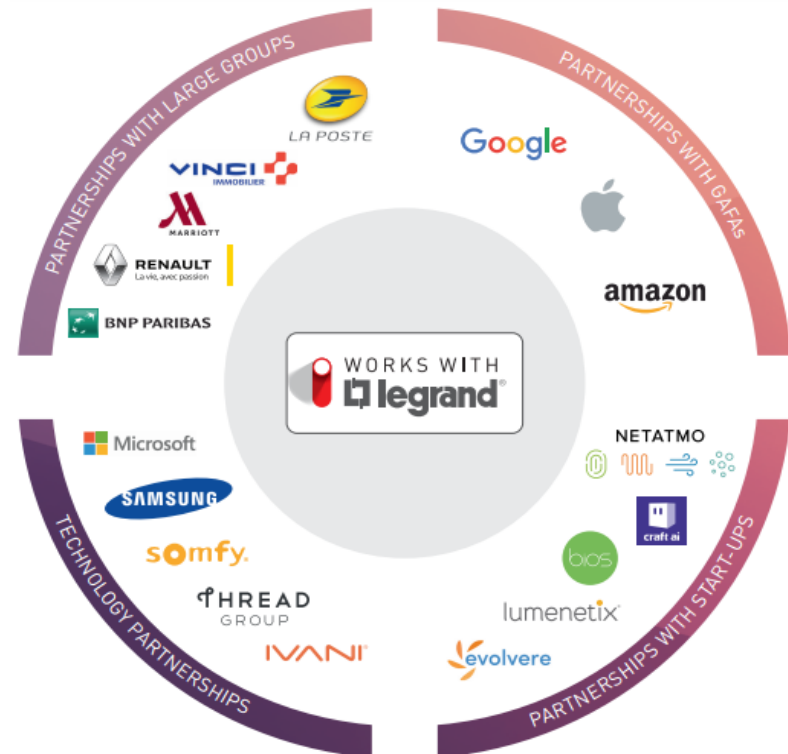 PARTNERSHIPS WITH LARGE GROUPS
LA POSTE
VINCI
IMMOBILIER
MARRIOTT
RENAULT
La vie, avec passion
BNP PARIBAS
PARTNERSHIPS WITH GAFAs
Google
amazon
WORKS WITH
legrand®
TECHNOLOGY PARTNERSHIPS
Microsoft
SAMSUNG
somfy.
THREAD
GROUP
IVANI
PARTNERSHIPS WITH START-UPS
NETATMO
craft ai
bios
lumenetix
evolvere